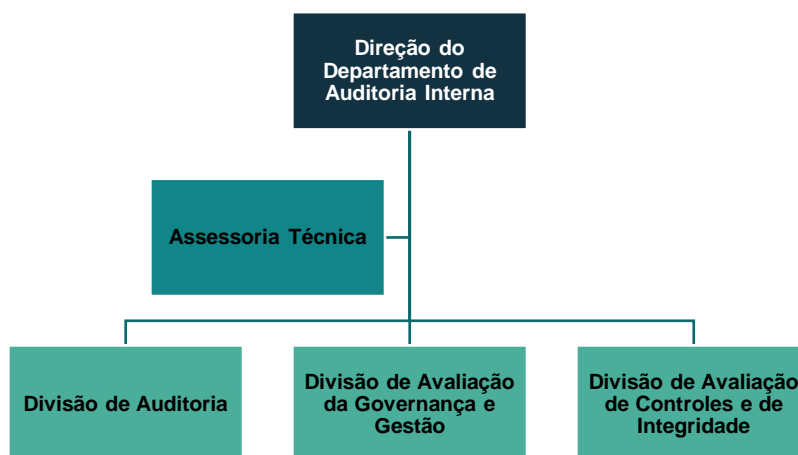 Direção do
Departamento de
Auditoria Interna
Assessoria Técnica
Divisão de Auditoria
Divisão de Avaliação
da Governança e
Gestão
Divisão de Avaliação
de Controles e de
Integridade